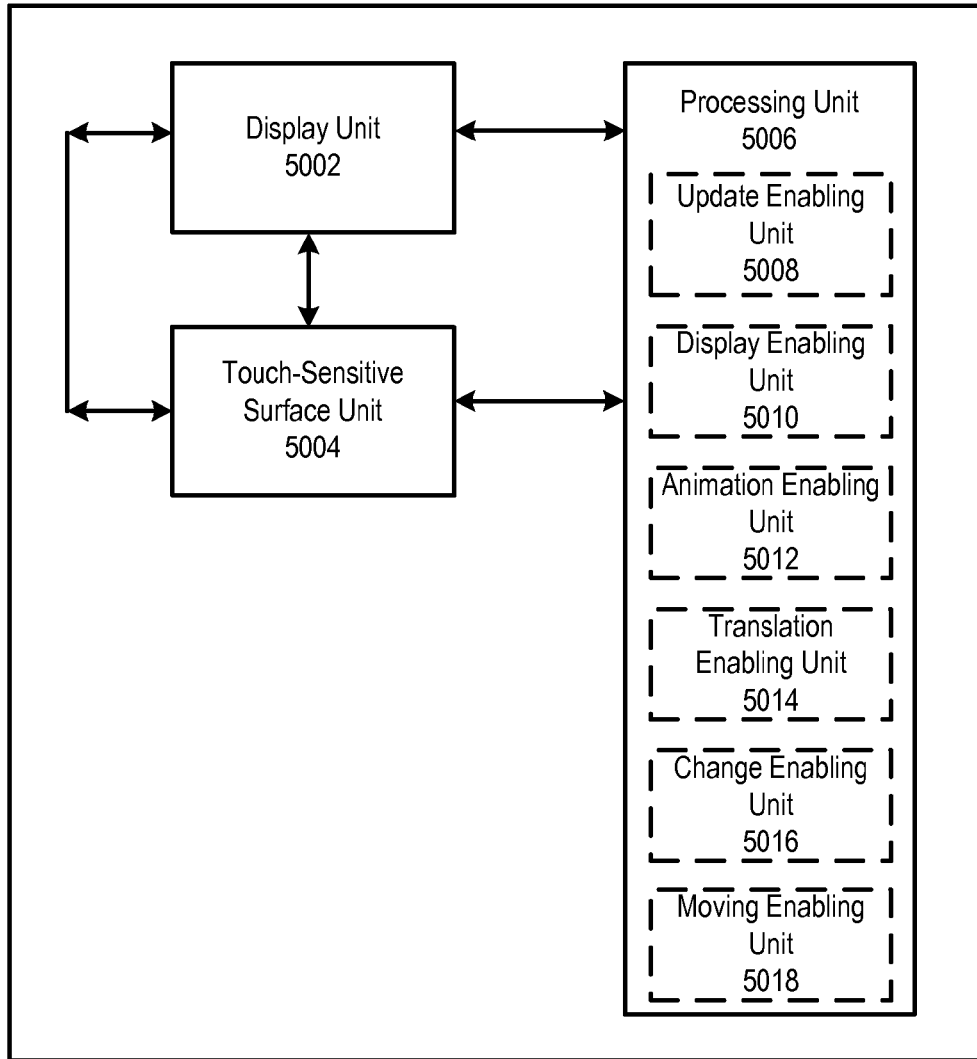 Display Unit
5002
Touch-Sensitive
Surface Unit
5004
Processing Unit
5006
Update Enabling
Unit
5008
Display Enabling
Unit
5010
Animation Enabling
Unit
5012
Translation
Enabling Unit
5014
Change Enabling
Unit
5016
Moving Enabling
Unit
5018